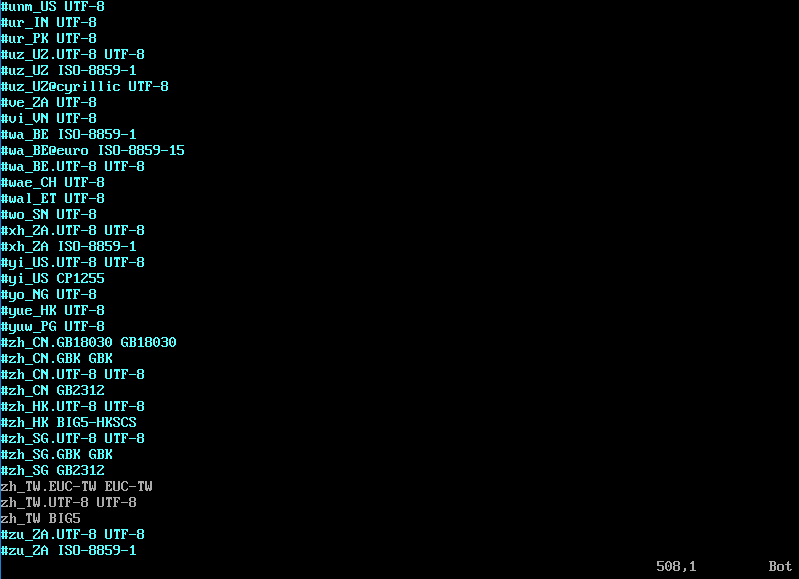 #unm_US UTF-8
#ur_IN UTF-8
#ur_PK UTF-8
#uz_UZ.UTF-8 UTF-8
#uz_UZ ISO-8859-1
#uz_UZ@cyrillic UTF-8
#ve_ZA UTF-8
#vi_VN UTF-8
#wa_BE ISO-8859-1
#wa_BE@euro ISO-8859-15
#wa_BE.UTF-8 UTF-8
#wae_CH UTF-8
#wal_ET UTF-8
#wo_SN UTF-8
#xh_ZA.UTF-8 UTF-8
#xh_ZA ISO-8859-1
#yi_US.UTF-8 UTF-8
#yi_US CP1255
#yo_NG UTF-8
#yue_HK UTF-8
#yuw_PG UTF-8
#zh_CN.GB18030 GB18030
#zh_CN.GBK GBK
#zh_CN.UTF-8 UTF-8
#zh_CN GB2312
#zh_HK.UTF-8 UTF-8
#zh_HK BIG5-HKSCS
#zh_SG.UTF-8 UTF-8
#zh_SG.GBK GBK
#zh_SG GB2312
zh_TW.EUC-TW EUC-TW
zh_TW.UTF-8 UTF-8
zh_TW BIG5
#zu_ZA.UTF-8 UTF-8
#zu_ZA ISO-8859-1
508,1 Bot